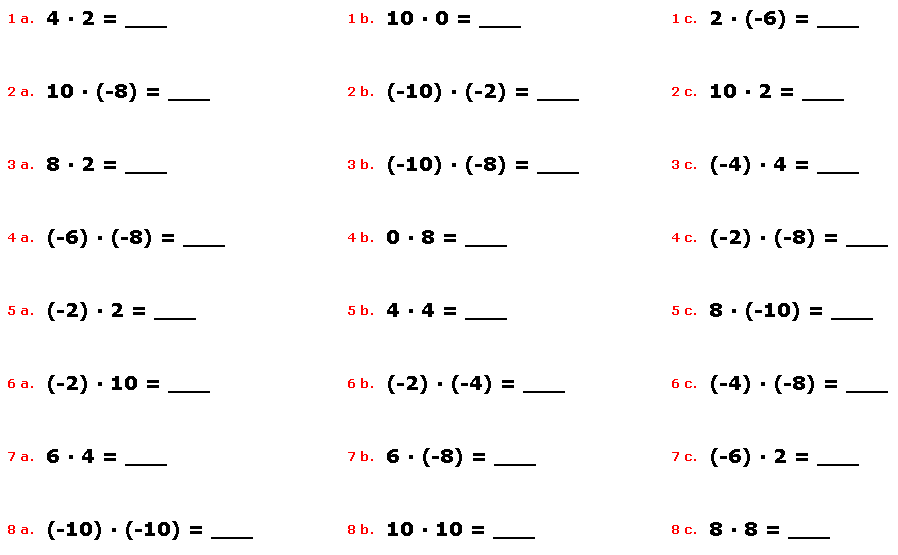 1 a. 4 · 2 = ____ 1 b. 10 · 0 = ____ 1 c. 2 · (-6) = ____
2 a. 10 · (-8) = ____ 2 b. (-10) · (-2) = ____ 2 c. 10 · 2 = ____
3 a. 8 · 2 = ____ 3 b. (-10) · (-8) = ____ 3 c. (-4) · 4 = ____
4 a. (-6) · (-8) = ____ 4 b. 0 · 8 = ____ 4 c. (-2) · (-8) = ____
5 a. (-2) · 2 = ____ 5 b. 4 · 4 = ____ 5 c. 8 · (-10) = ____
6 a. (-2) · 10 = ____ 6 b. (-2) · (-4) = ____ 6 c. (-4) · (-8) = ____
7 a. 6 · 4 = ____ 7 b. 6 · (-8) = ____ 7 c. (-6) · 2 = ____
8 a. (-10) · (-10) = ____ 8 b. 10 · 10 = ____ 8 c. 8 · 8 = ____